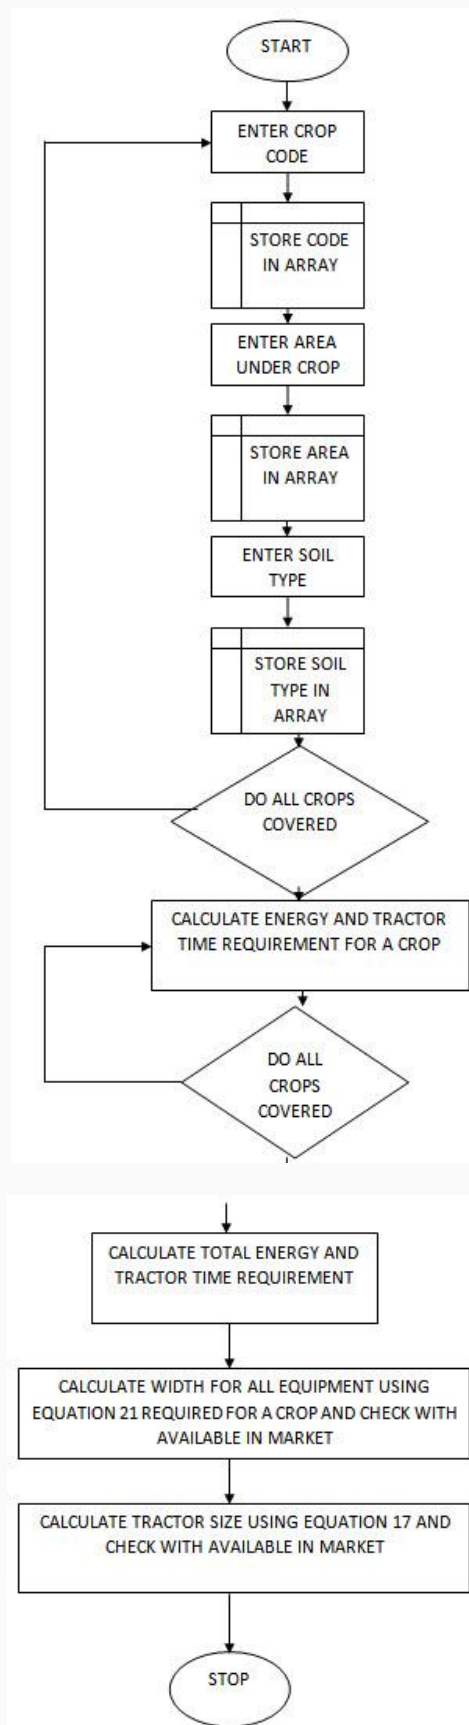 START
ENTER CROP
CODE
STORE CODE
IN ARRAY
ENTER AREA
UNDER CROP
STORE AREA
IN ARRAY
ENTER SOIL
TYPE
STORE SOIL
TYPE IN
ARRAY
DO ALL CROPS
COVERED
CALCULATE ENERGY AND TRACTOR
TIME REQUIREMENT FOR A CROP
DO ALL
CROPS
COVERED
CALCULATE TOTAL ENERGY AND
TRACTOR TIME REQUIREMENT
CALCULATE WIDTH FOR ALL EQUIPMENT USING
EQUATION 21 REQUIRED FOR A CROP AND CHECK WITH
AVAILABLE IN MARKET
CALCULATE TRACTOR SIZE USING EQUATION 17 AND
CHECK WITH AVAILABLE IN MARKET
STOP